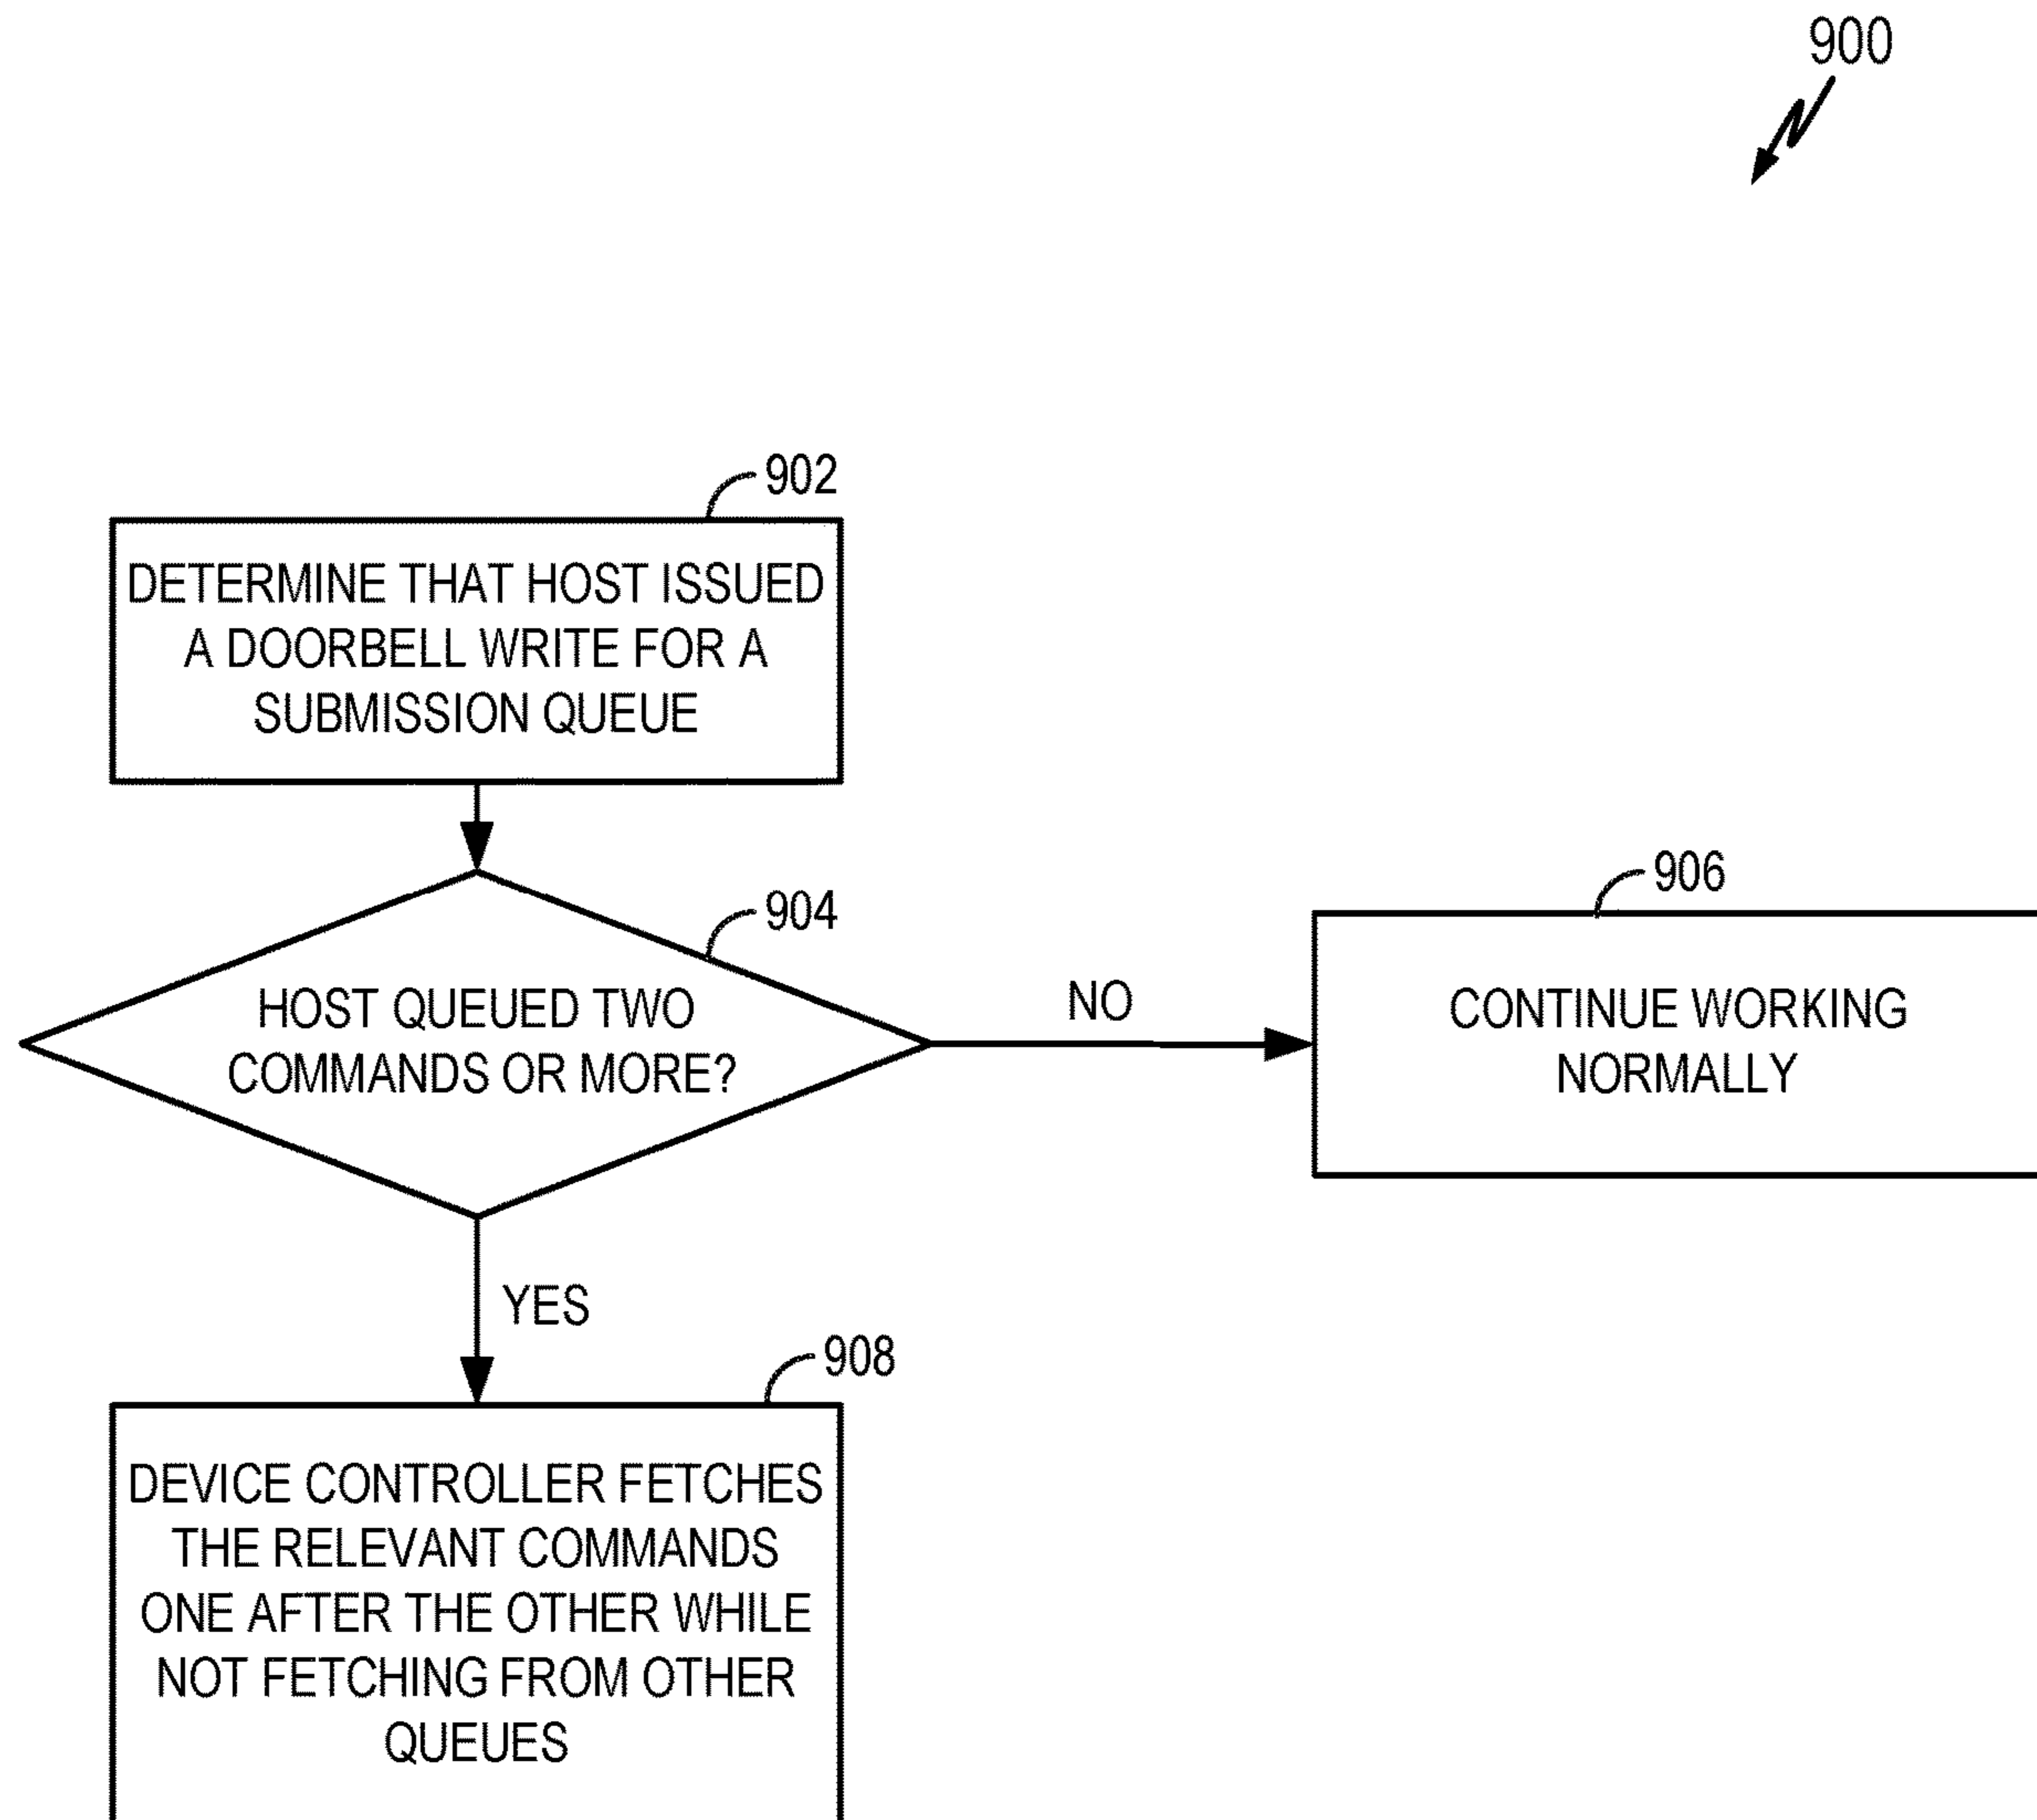 900
902
DETERMINE THAT HOST ISSUED
A DOORBELL WRITE FOR A
SUBMISSION QUEUE
904
HOST QUEUED TWO
COMMANDS OR MORE?
NO
906
CONTINUE WORKING
NORMALLY
YES
908
DEVICE CONTROLLER FETCHES
THE RELEVANT COMMANDS
ONE AFTER THE OTHER WHILE
NOT FETCHING FROM OTHER
QUEUES